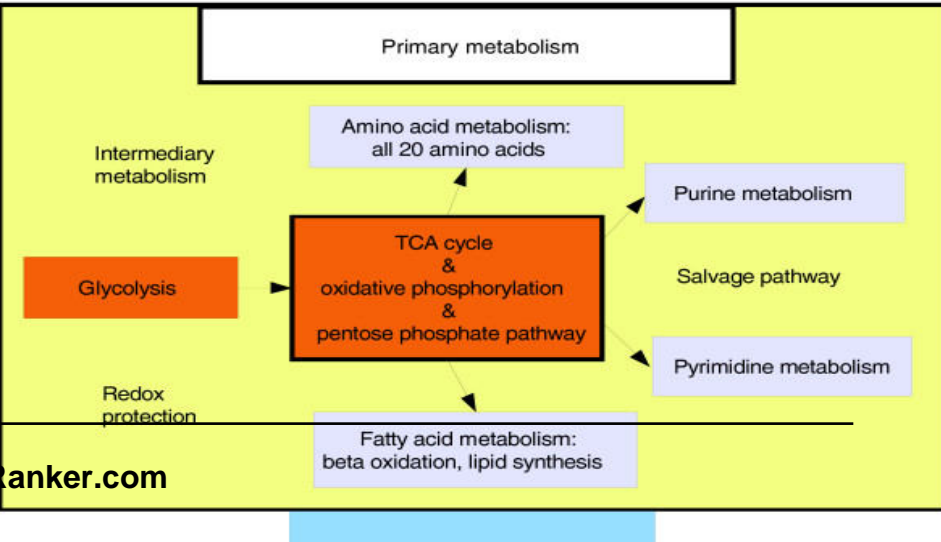 Primary metabolism
Amino acid metabolism:
all 20 amino acids
Intermediary
metabolism
Purine metabolism
TCA cycle
&
oxidative phosphorylation
&
pentose phosphate pathway
Glycolysis
Salvage pathway
Pyrimidine metabolism
Redox
protection
Fatty acid metabolism:
beta oxidation, lipid synthesis
Ranker.com